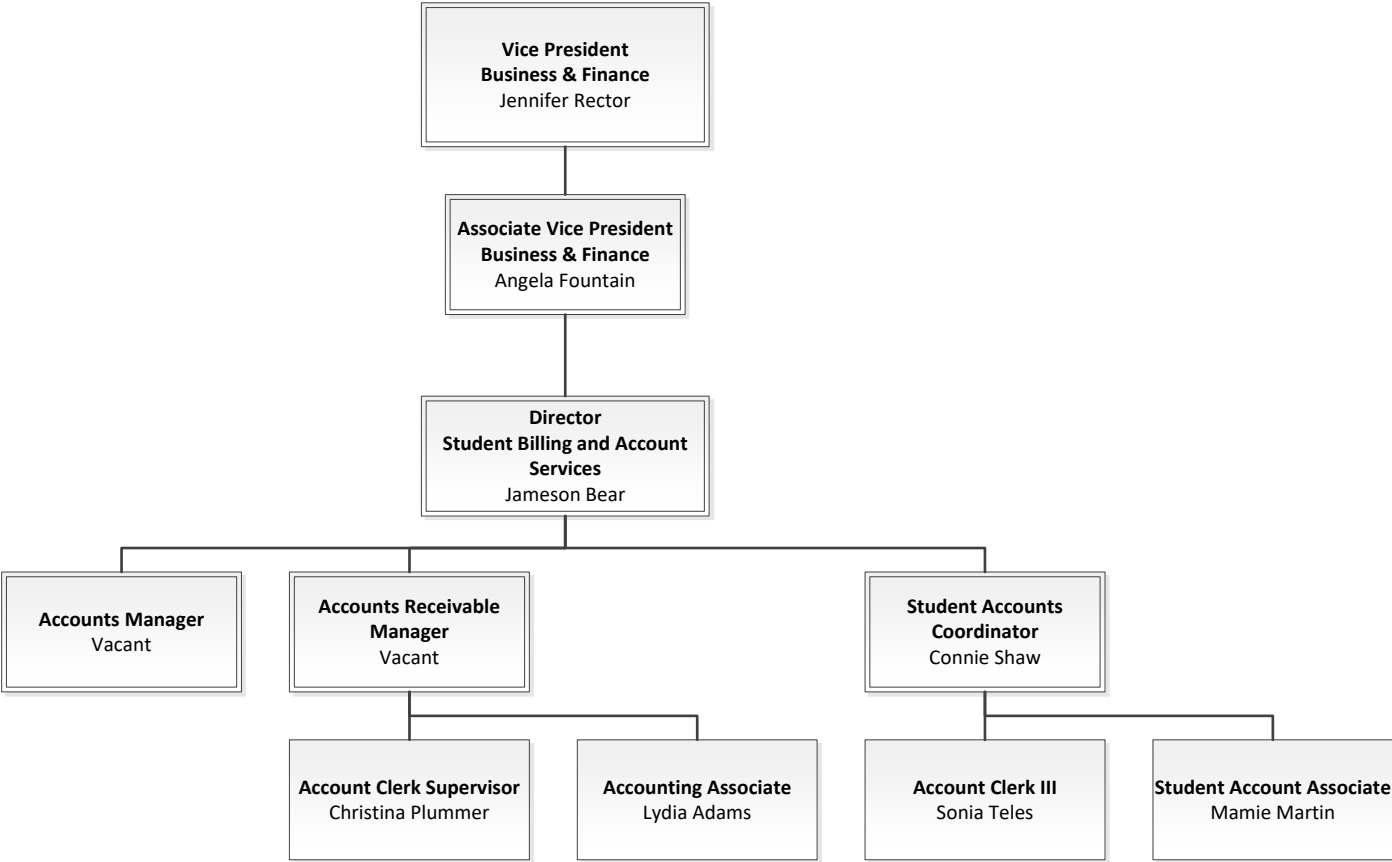 Vice President
Business & Finance
Jennifer Rector
Associate Vice President
Business & Finance
Angela Fountain
Director
Student Billing and Account
Services
Jameson Bear
Accounts Manager
Vacant
Accounts Receivable
Manager
Vacant
Student Accounts
Coordinator
Connie Shaw
Account Clerk Supervisor
Christina Plummer
Accounting Associate
Lydia Adams
Account Clerk III
Sonia Teles
Student Account Associate
Mamie Martin